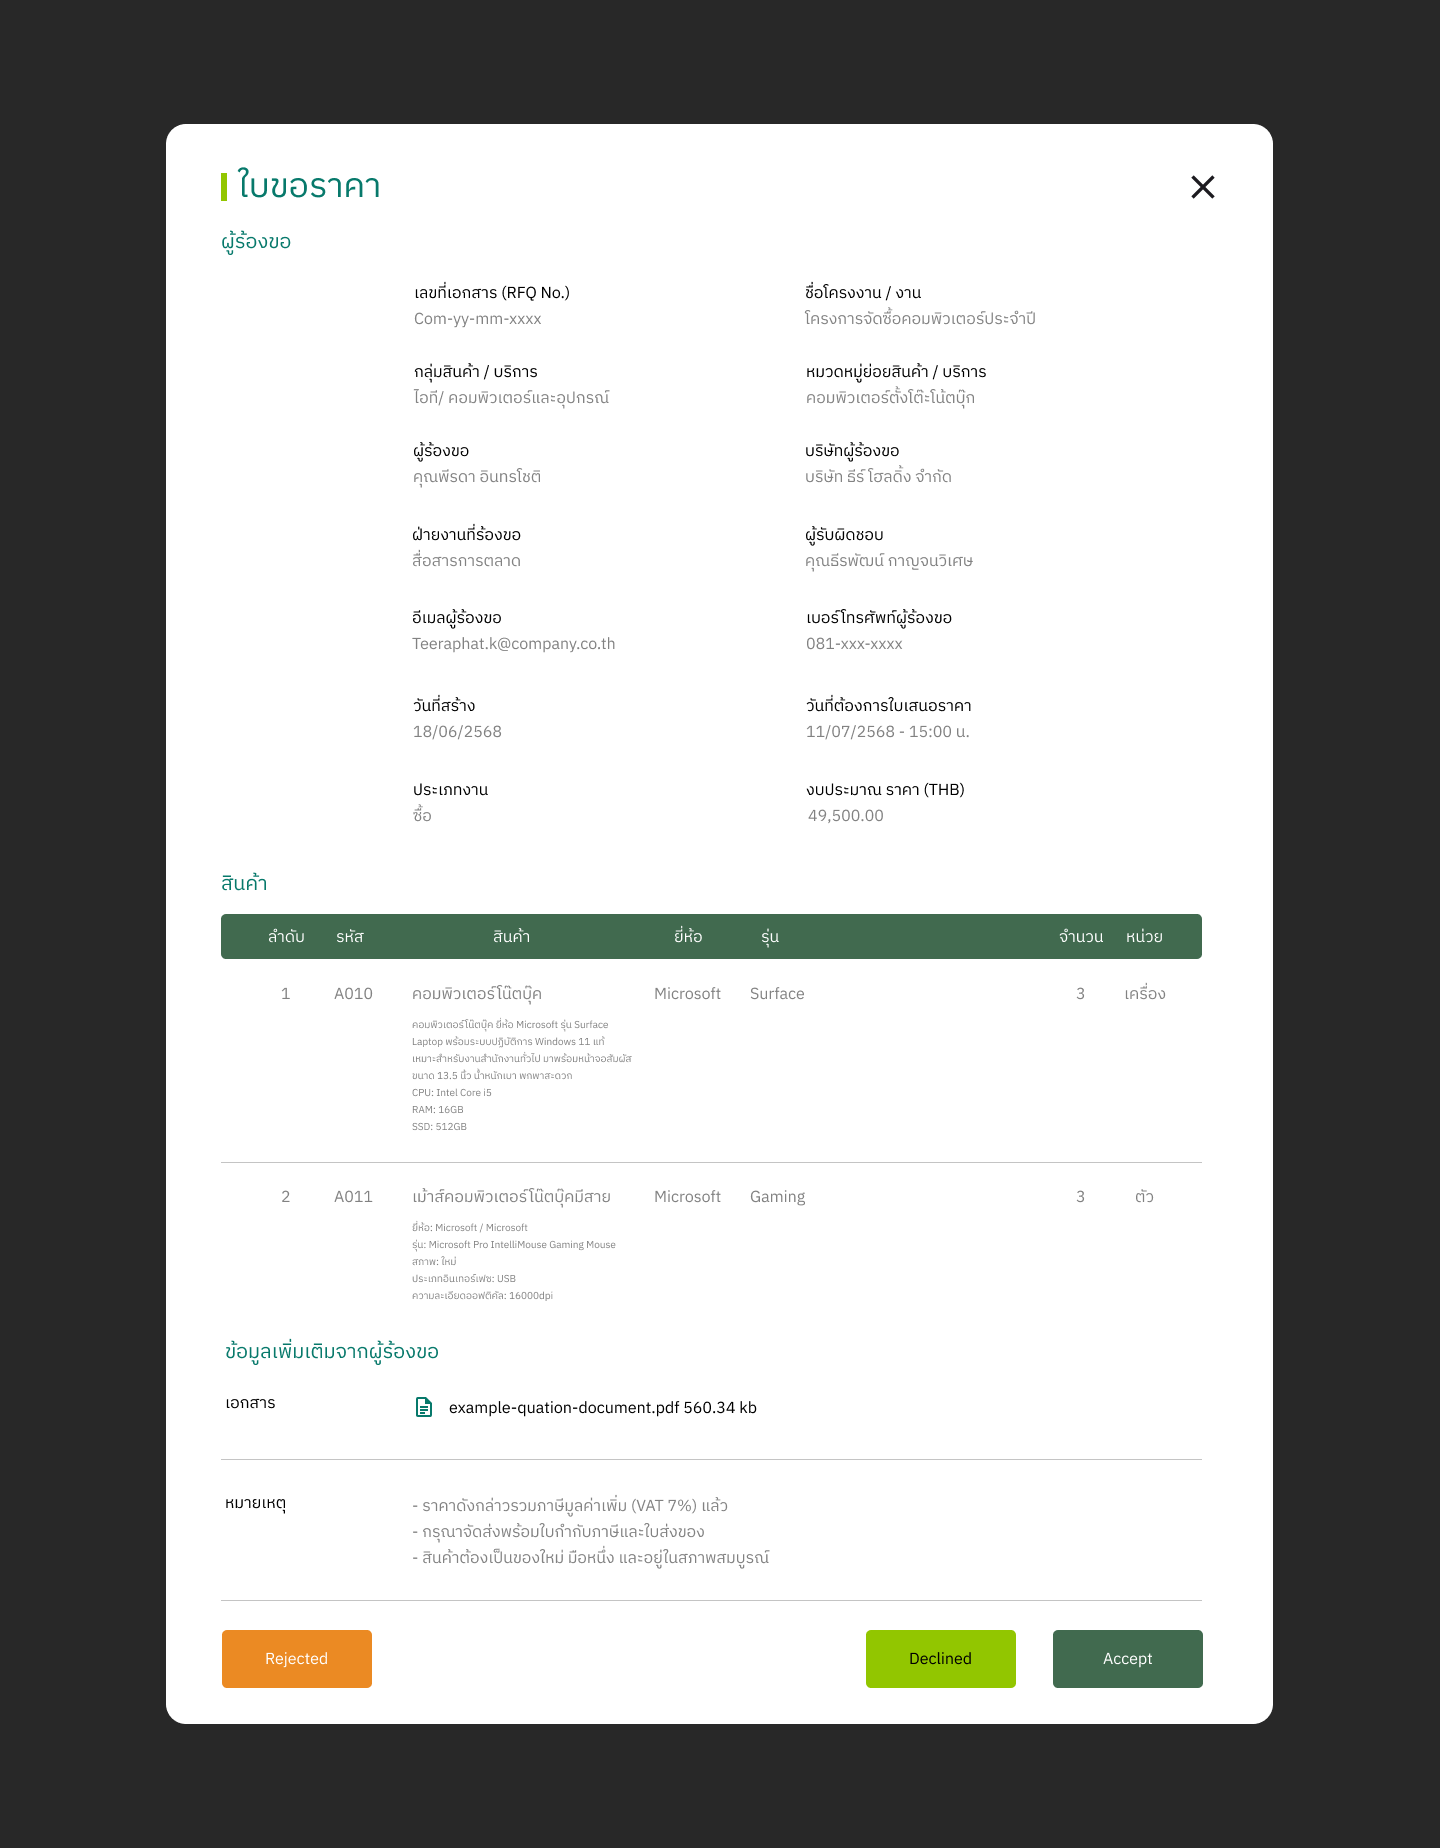 ใบขอราคา
ผู้ร้องขอ
เลขที่เอกสาร (RFQ No.) ชื่อโครงงาน / งาน
Com-yy-mm-xxxx โครงการจัดซื้อคอมพิวเตอร์ประจำปี
กลุ่มสินค้า / บริการ หมวดหมู่ย่อยสินค้า / บริการ
ไอที/ คอมพิวเตอร์และอุปกรณ์ คอมพิวเตอร์ตั้งโต๊ะโน้ตบุ๊ก
ผู้ร้องขอ บริษัทผู้ร้องขอ
คุณพีรดา อินทรโชติ บริษัท ธีร์ โฮลดิ้ง จำกัด
ฝ่ายงานที่ร้องขอ ผู้รับผิดชอบ
สื่อสารการตลาด คุณธีรพัฒน์ กาญจนวิเศษ
อีเมลผู้ร้องขอ เบอร์โทรศัพท์ผู้ร้องขอ
Teeraphat.k@company.co.th 081-xxx-xxxx
วันที่สร้าง วันที่ต้องการใบเสนอราคา
18/06/2568 11/07/2568 - 15:00 น.
ประเภทงาน งบประมาณ ราคา (THB)
ซื้อ 49,500.00
สินค้า
ลำดับ รหัส สินค้า ยี่ห้อ รุ่น จำนวน หน่วย
1 A010 คอมพิวเตอร์โน๊ตบุ๊ค Microsoft Surface 3 เครื่อง
คอมพิวเตอร์โน๊ตบุ๊ค ยี่ห้อ Microsoft รุ่น Surface
Laptop พร้อมระบบปฏิบัติการ Windows 11 แท้
เหมาะสำหรับงานสำนักงานทั่วไป มาพร้อมหน้าจอสัมผัส
ขนาด 13.5 นิ้ว น้ำหนักเบา พกพาสะดวก
CPU: Intel Core i5
RAM: 16GB
SSD: 512GB
2 A011 เม้าส์คอมพิวเตอร์โน๊ตบุ๊คมีสาย Microsoft Gaming 3 ตัว
ยี่ห้อ: Microsoft / Microsoft
รุ่น: Microsoft Pro IntelliMouse Gaming Mouse
สภาพ: ใหม่
ประเภทอินเทอร์เฟซ: USB
ความละเอียดออฟติคัล: 16000dpi
ข้อมูลเพิ่มเติมจากผู้ร้องขอ
เอกสาร example-quation-document.pdf 560.34 kb
หมายเหตุ - ราคาดังกล่าวรวมภาษีมูลค่าเพิ่ม (VAT 7%) แล้ว
- กรุณาจัดส่งพร้อมใบกำกับภาษีและใบส่งของ
- สินค้าต้องเป็นของใหม่ มือหนึ่ง และอยู่ในสภาพสมบูรณ์
Rejected Declined Accept